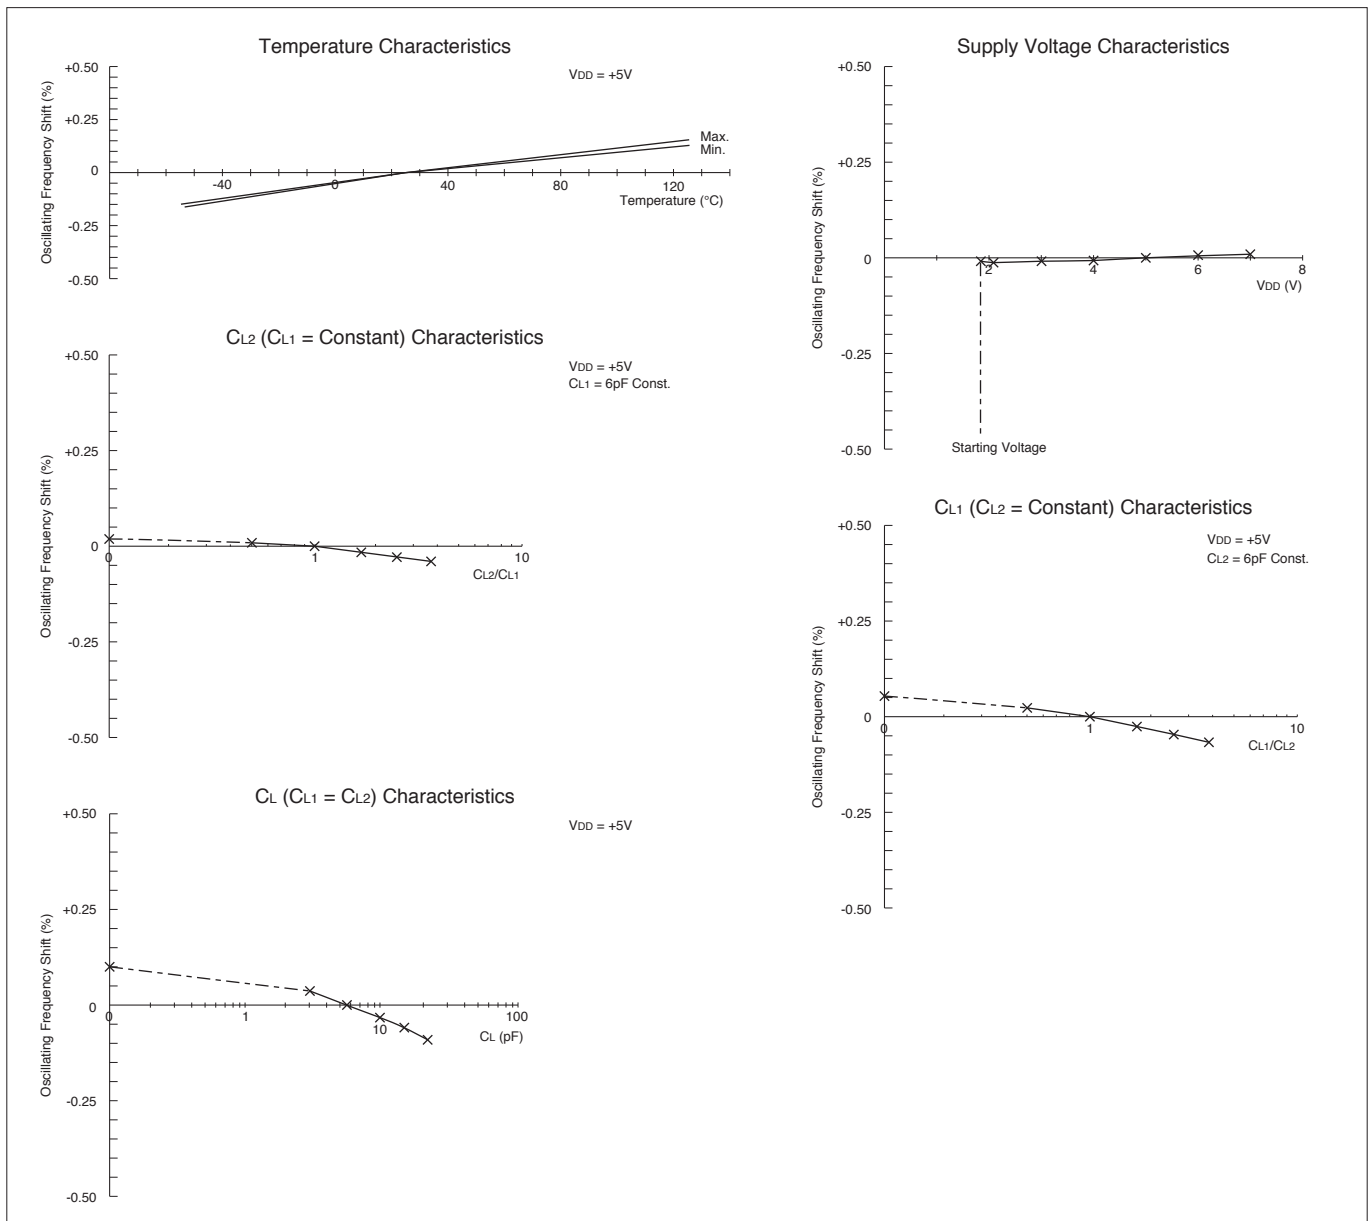 Temperature Characteristics
VDD = +5V
Oscillating Frequency Shift (%)
+0.50
+0.25
0
-0.25
-0.50
-40
0
40
80
120
Max.
Min.
Temperature (°C)
Supply Voltage Characteristics
Oscillating Frequency Shift (%)
+0.50
+0.25
0
-0.25
-0.50
2
4
6
8
VDD (V)
Starting Voltage
CL2 (CL1 = Constant) Characteristics
VDD = +5V
CL1 = 6pF Const.
Oscillating Frequency Shift (%)
+0.50
+0.25
0
-0.25
-0.50
0
1
10
CL2/CL1
CL1 (CL2 = Constant) Characteristics
VDD = +5V
CL2 = 6pF Const.
Oscillating Frequency Shift (%)
+0.50
+0.25
0
-0.25
-0.50
0
1
10
CL1/CL2
CL (CL1 = CL2) Characteristics
VDD = +5V
Oscillating Frequency Shift (%)
+0.50
+0.25
0
-0.25
-0.50
0
1
10
100
CL (pF)